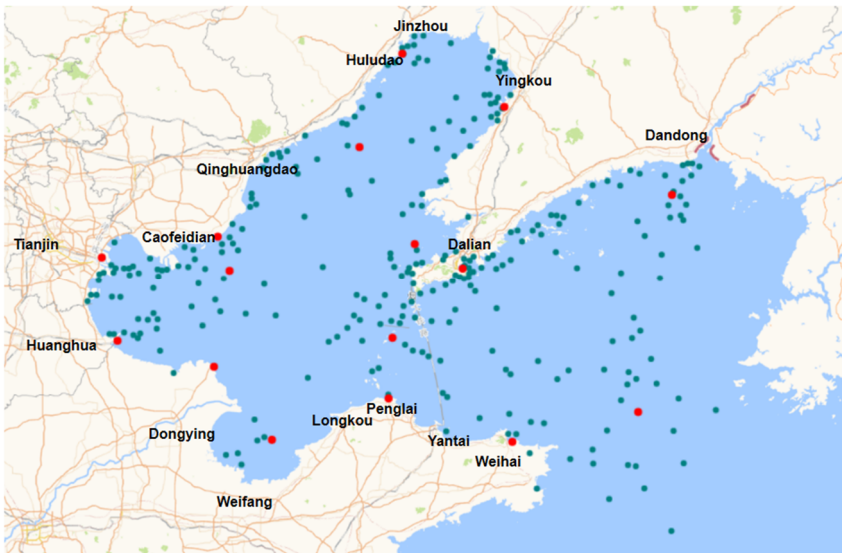 Jinzhou
Huludao
Yingkou
Dandong
Qinghuangdao
Tianjin
Caofeidian
Dalian
Huanghua
Penglai
Longkou
Dongying
Yantai
Weihai
Weifang